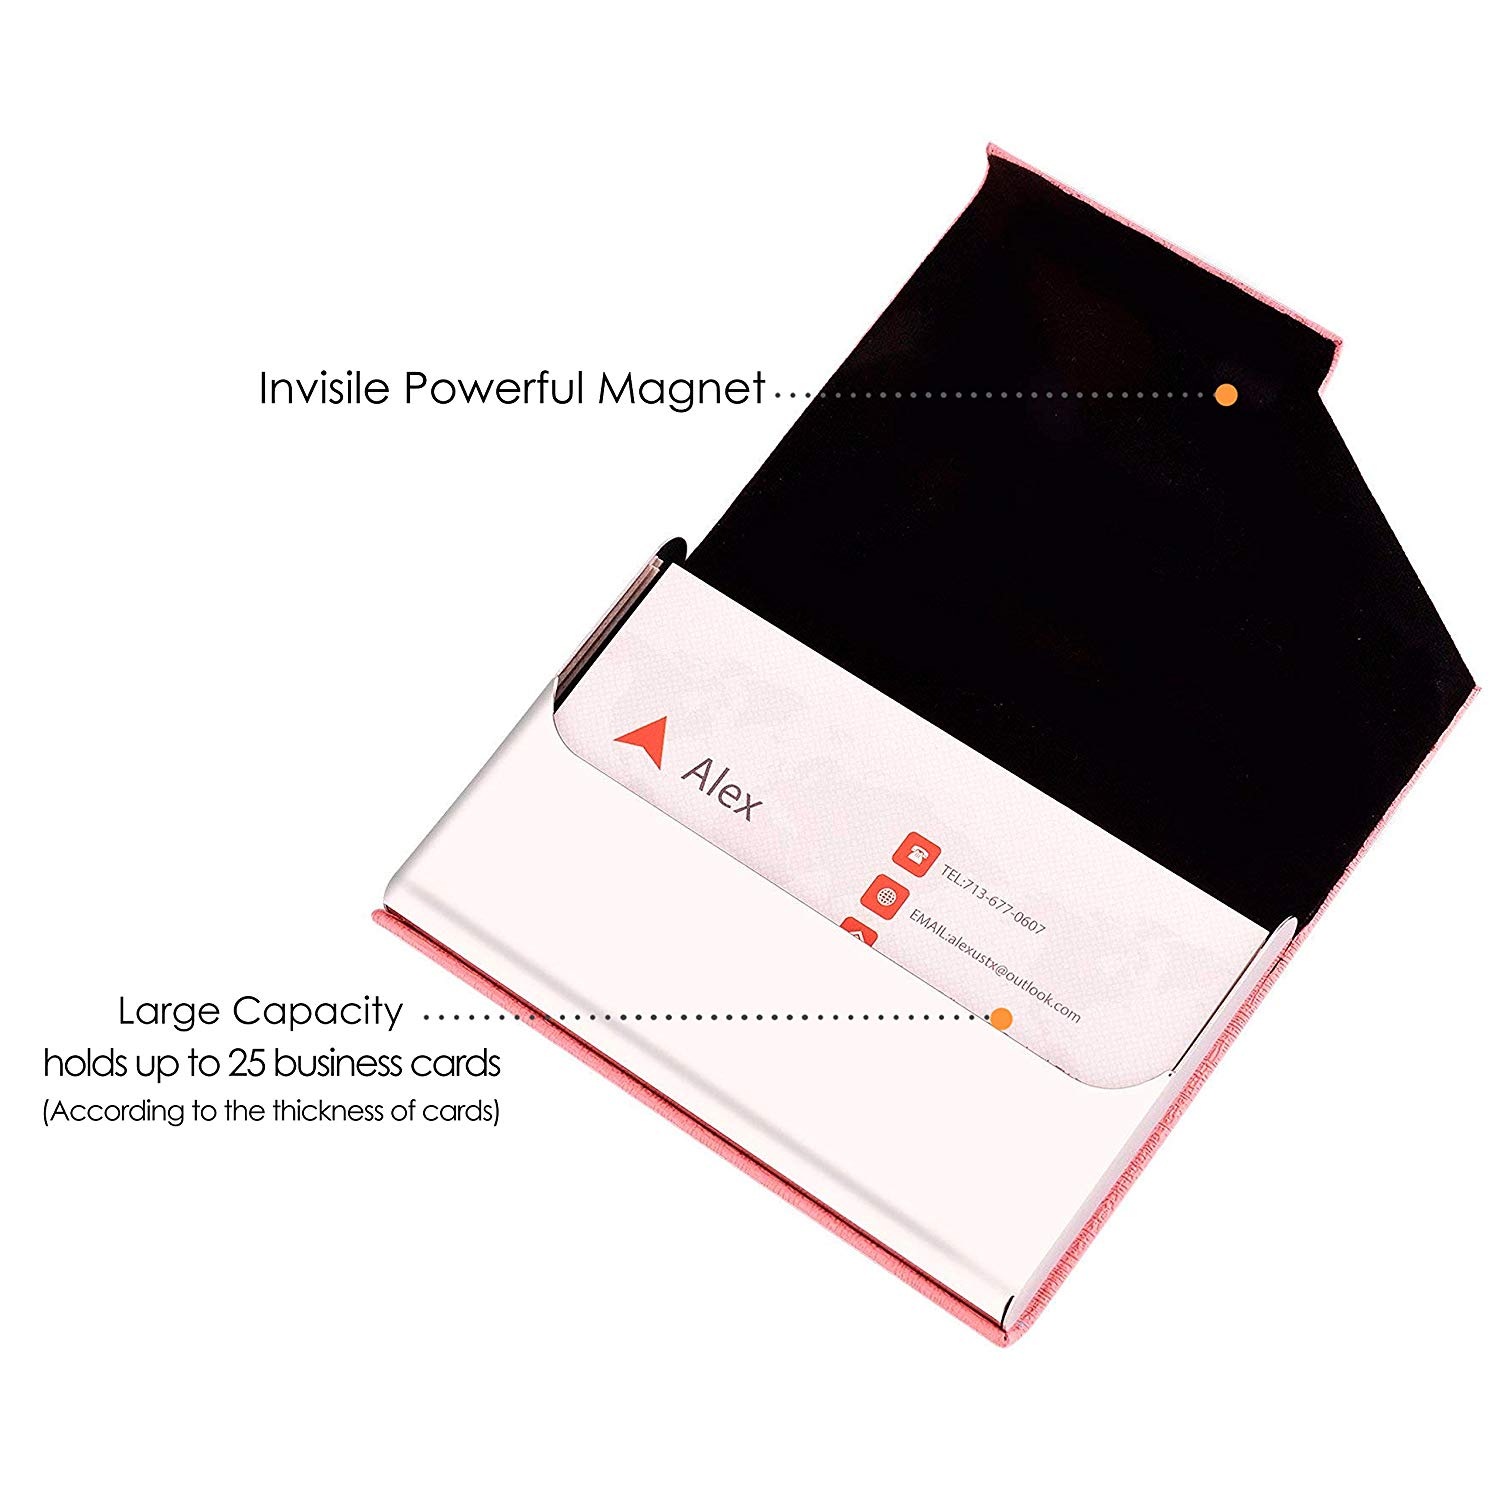 Invisile Powerful Magnet
Alex
TEL:713-677-0607
EMAIL:alexustx@outlook.com
Large Capacity
holds up to 25 business cards
(According to the thickness of cards)